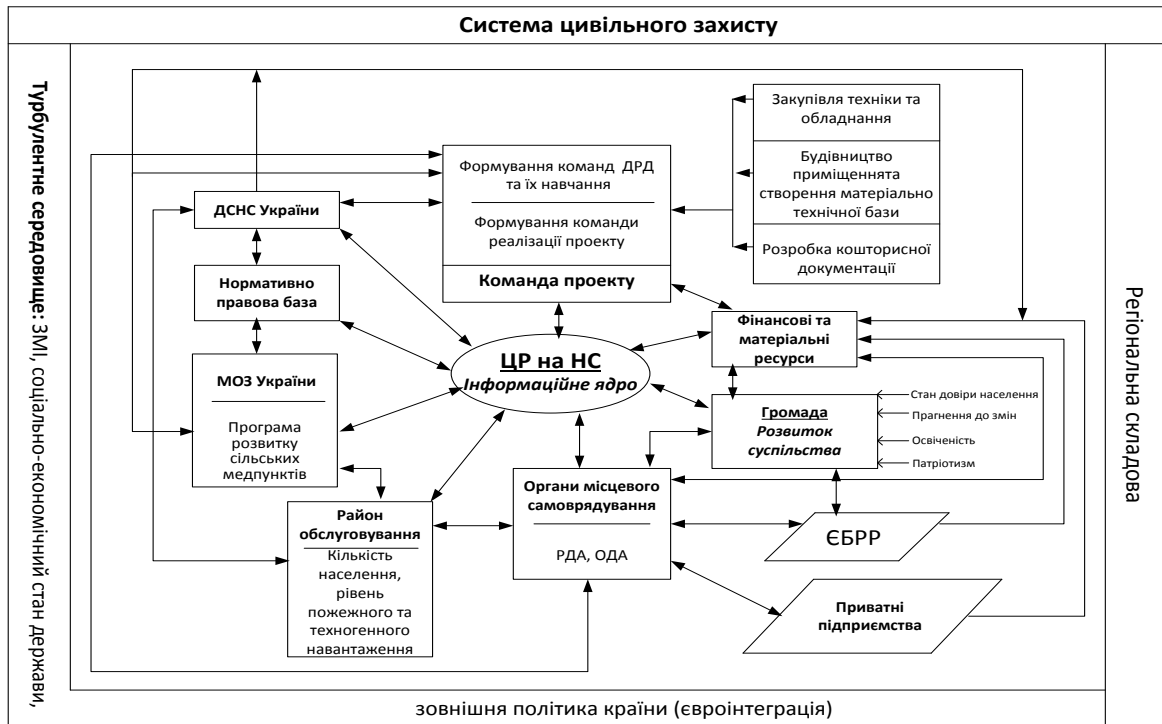 Система цивільного захисту
Турбулентне середовище: ЗМІ, соціально-економічний стан держави,
Регіональна складова
зовнішня політика країни (євроінтеграція)
ДСНС України
Нормативно
правова база
МОЗ України
Програма
розвитку
сільських
медпунктів
Район
обслуговування
Кількість
населення,
рівень
пожежного та
техногенного
навантаження
Формування команд ДРД
та їх навчання
Формування команди
реалізації проекту
Команда проекту
ЦР на НС
Інформаційне ядро
Органи місцевого
самоврядування
РДА, ОДА
Закупівля техніки та
обладнання
Будівництво
приміщеннята
створення матеріально
технічної бази
Розробка кошторисної
документації
Фінансові та
матеріальні
ресурси
Громада
Розвиток
суспільства
Стан довіри населення
Прагнення до змін
Освіченість
Патріотизм
ЄБРР
Приватні
підприємства